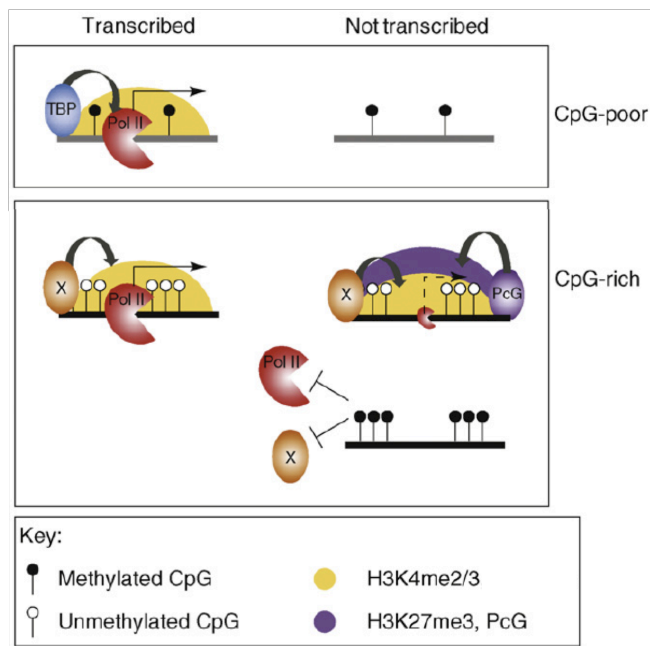 Transcribed
Not transcribed
TBP
Pol II
CpG-poor
X
Pol II
X
PcG
CpG-rich
Pol II
X
Key:
Methylated CpG
H3K4me2/3
Unmethylated CpG
H3K27me3, PcG